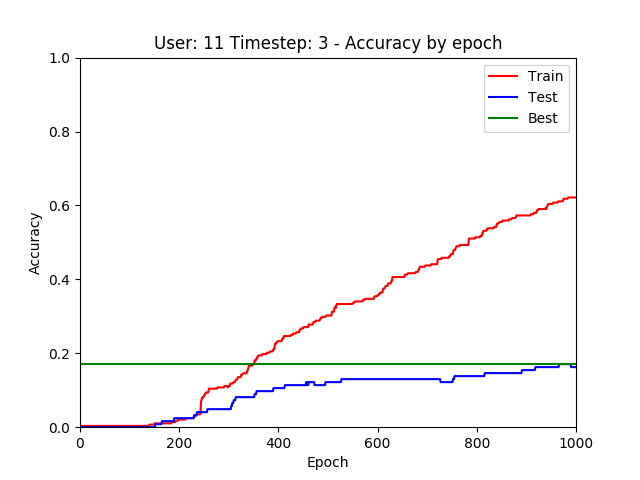 User: 11 Timestep: 3 - Accuracy by epoch
1.0
0.8
0.6
0.4
0.2
0.0
Accuracy
0 200 400 600 800 1000
Epoch
Train
Test
Best